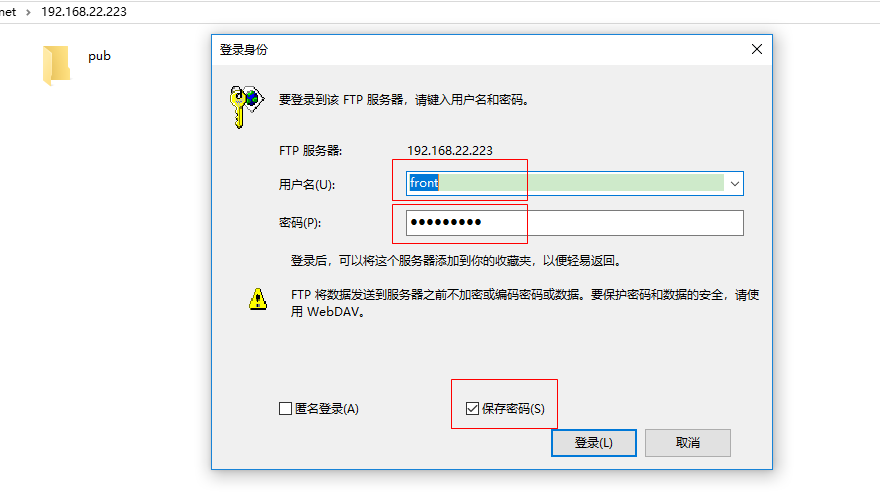 net › 192.168.22.223
pub
登录身份
要登录到该 FTP 服务器，请键入用户名和密码。
FTP 服务器: 192.168.22.223
用户名(U): front
密码(P): ●●●●●●●●●
登录后，可以将这个服务器添加到你的收藏夹，以便轻易返回。
FTP 将数据发送到服务器之前不加密或编码密码或数据。要保护密码和数据的安全，请使
用 WebDAV。
匿名登录(A) 保存密码(S)
登录(L) 取消